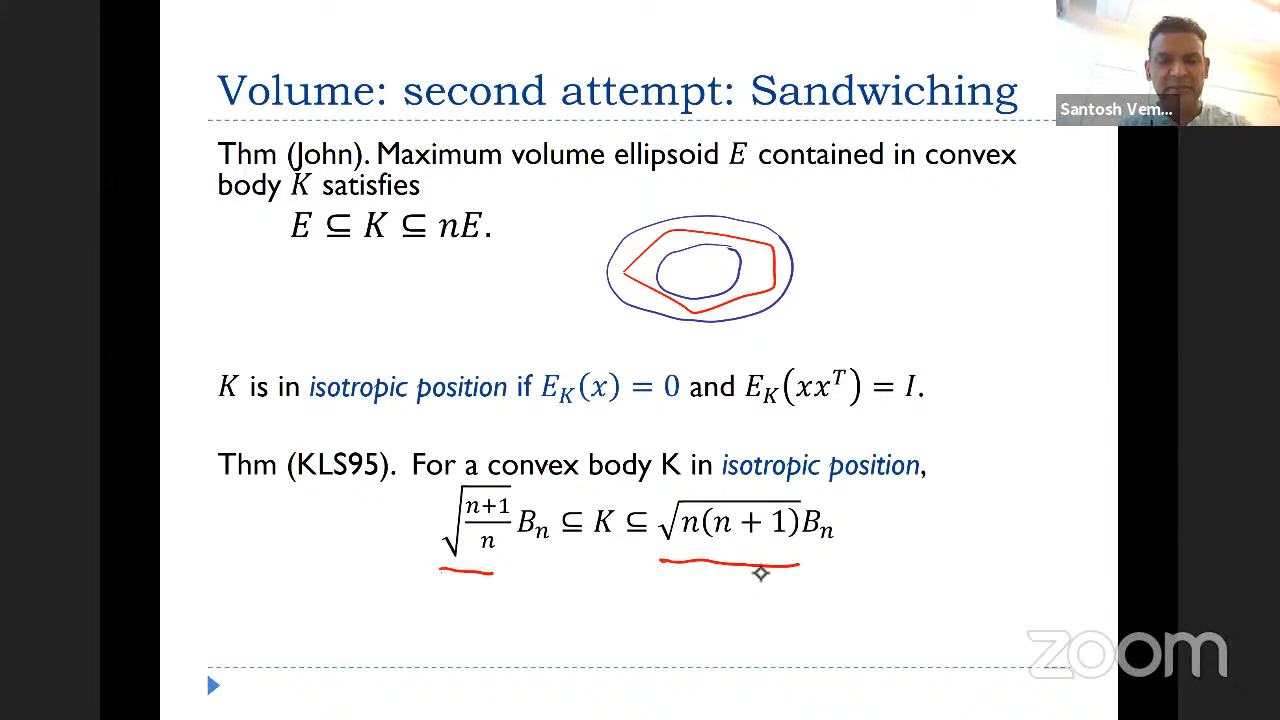 Volume: second attempt: Sandwiching
Santosh Vem...
Thm (John). Maximum volume ellipsoid E contained in convex
body K satisfies
E ⊆ K ⊆ nE.
K is in isotropic position if E_K(x) = 0 and E_K(xx^T) = I.
Thm (KLS95). For a convex body K in isotropic position,
√((n+1)/n) B_n ⊆ K ⊆ √(n(n + 1)) B_n
zoom